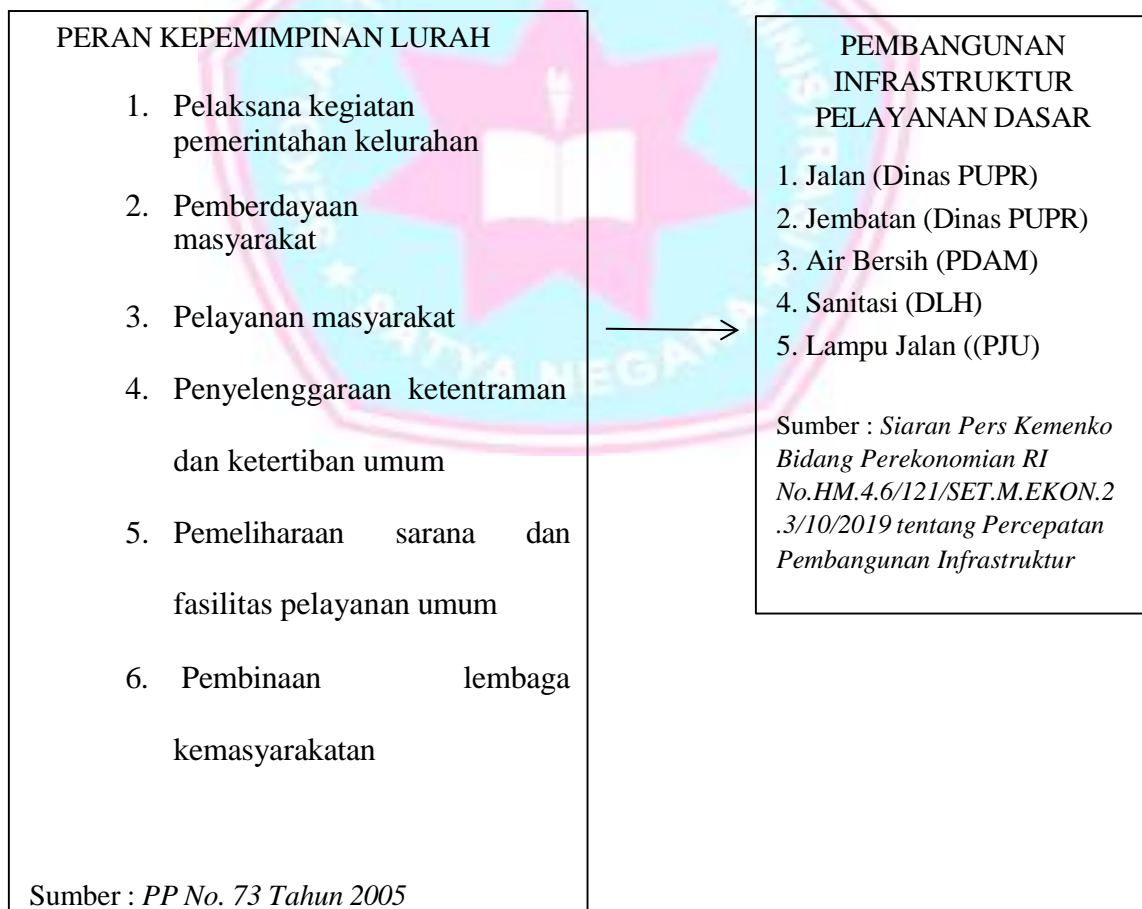 PERAN KEPEMIMPINAN LURAH
1. Pelaksana kegiatan
pemerintahan kelurahan
2. Pemberdayaan
masyarakat
3. Pelayanan masyarakat
4. Penyelenggaraan ketentraman
dan ketertiban umum
5. Pemeliharaan sarana dan
fasilitas pelayanan umum
6. Pembinaan lembaga
kemasyarakatan
Sumber : PP No. 73 Tahun 2005
PEMBANGUNAN
INFRASTRUKTUR
PELAYANAN DASAR
1. Jalan (Dinas PUPR)
2. Jembatan (Dinas PUPR)
3. Air Bersih (PDAM)
4. Sanitasi (DLH)
5. Lampu Jalan ((PJU)
Sumber : Siaran Pers Kemenko
Bidang Perekonomian RI
No.HM.4.6/121/SET.M.EKON.2
.3/10/2019 tentang Percepatan
Pembangunan Infrastruktur
SATYA NEGARA